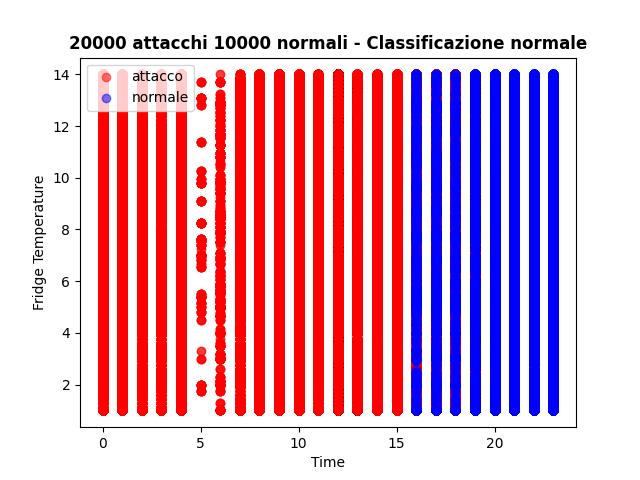 20000 attacchi 10000 normali - Classificazione normale
attacco
normale
14
12
10
8
6
4
2
Fridge Temperature
0 5 10 15 20
Time